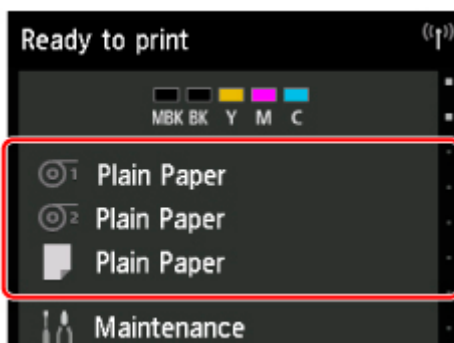 Ready to print
MBK BK Y M C
1 Plain Paper
2 Plain Paper
Plain Paper
Maintenance